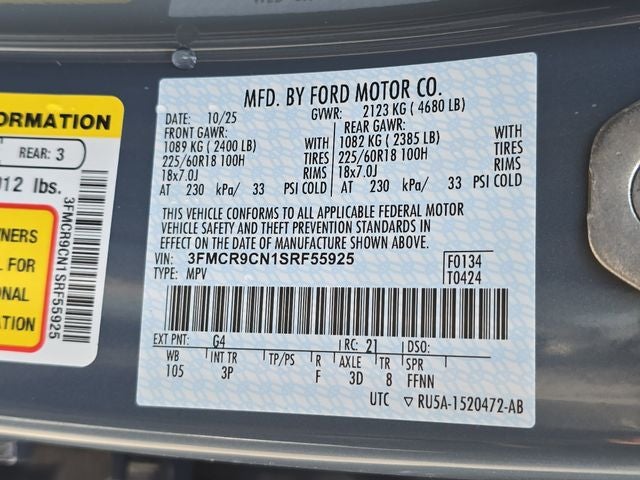 ORMATION
REAR: 3
012 lbs.
3FMCR9CN1SRF55925
WNERS
L FOR
ONAL
ATION
MFD. BY FORD MOTOR CO.
DATE: 10/25 GVWR: 2123 KG ( 4680 LB)
FRONT GAWR: REAR GAWR:
1089 KG ( 2400 LB) WITH 1082 KG ( 2385 LB) WITH
225/60R18 100H TIRES 225/60R18 100H TIRES
18x7.0J RIMS 18x7.0J RIMS
AT 230 kPa/ 33 PSI COLD AT 230 kPa/ 33 PSI COLD
THIS VEHICLE CONFORMS TO ALL APPLICABLE FEDERAL MOTOR
VEHICLE SAFETY AND THEFT PREVENTION STANDARDS IN
EFFECT ON THE DATE OF MANUFACTURE SHOWN ABOVE.
VIN: 3FMCR9CN1SRF55925 F0134
TYPE: MPV T0424
EXT PNT: G4 RC: 21 DSO:
WB INT TR TP/PS R AXLE TR SPR
105 3P F 3D 8 FFNN
UTC ▽ RU5A-1520472-AB